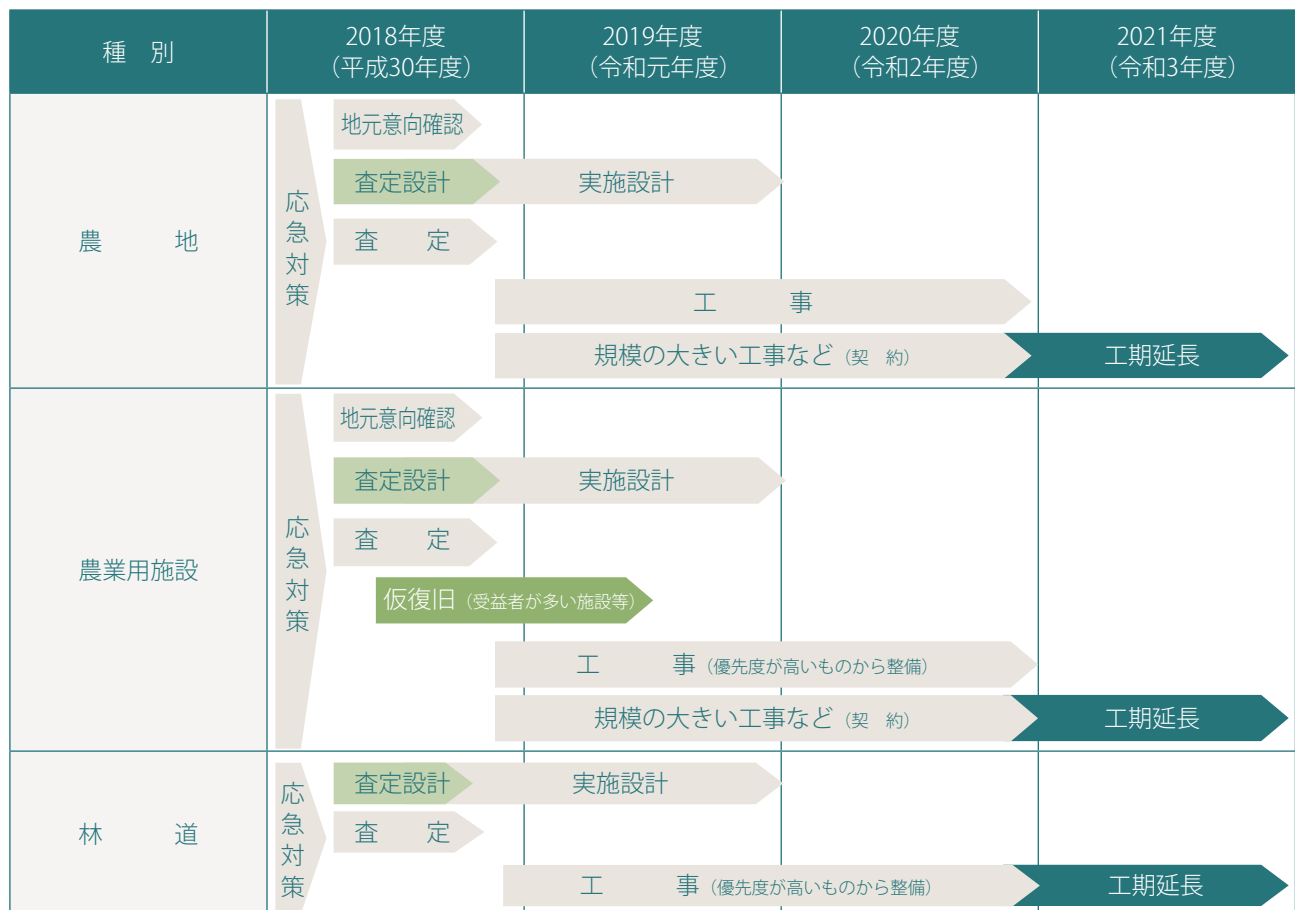 種　別
2018年度
（平成30年度）
2019年度
（令和元年度）
2020年度
（令和2年度）
2021年度
（令和3年度）
農　　地
応急対策
地元意向確認
査定設計
実施設計
査　定
工　　事
規模の大きい工事など（契　約）
工期延長
農業用施設
応急対策
地元意向確認
査定設計
実施設計
査　定
仮復旧（受益者が多い施設等）
工　　事（優先度が高いものから整備）
規模の大きい工事など（契　約）
工期延長
林　　道
応急対策
査定設計
実施設計
査　定
工　　事（優先度が高いものから整備）
工期延長